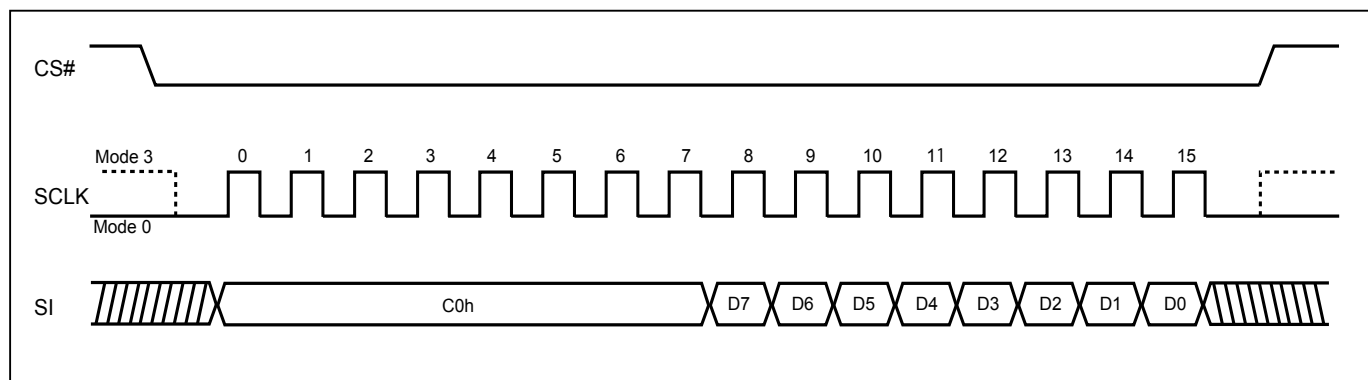 CS#
Mode 3
0 1 2 3 4 5 6 7 8 9 10 11 12 13 14 15
SCLK
Mode 0
SI
C0h D7 D6 D5 D4 D3 D2 D1 D0